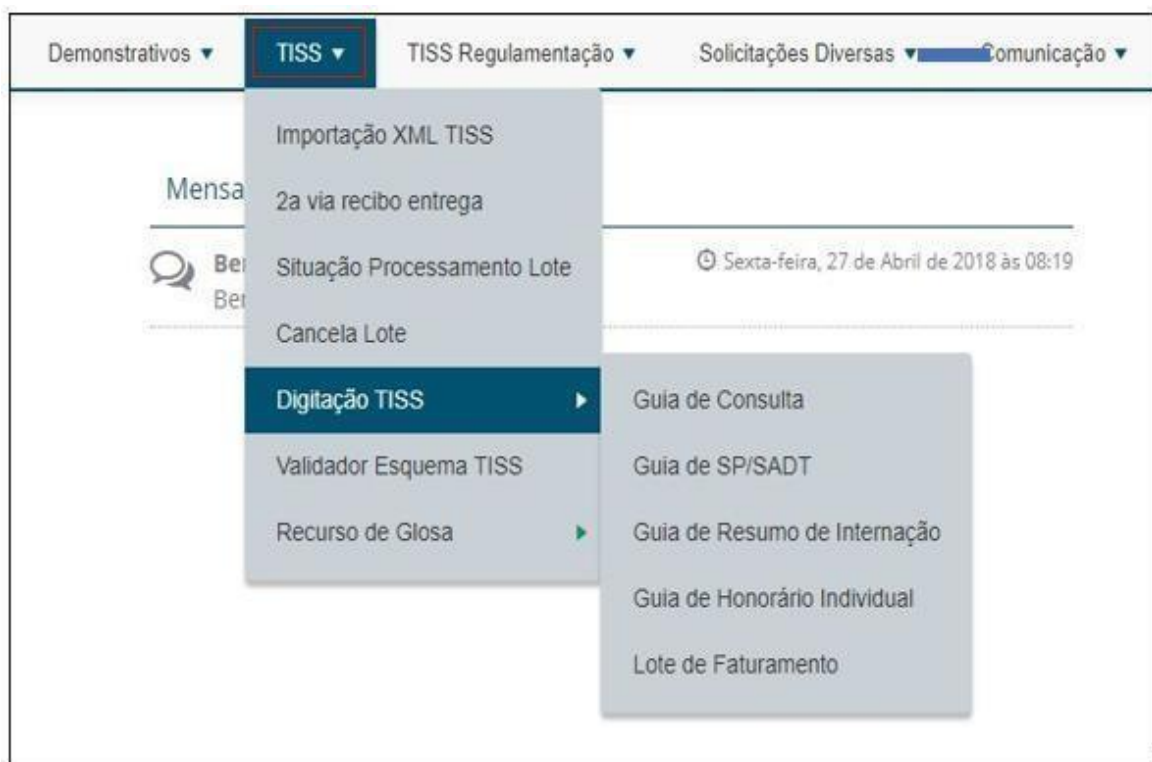 Demonstrativos TISS TISS Regulamentação Solicitações Diversas Comunicação
Importação XML TISS
Mensa
2a via recibo entrega
Situação Processamento Lote
Sexta-feira, 27 de Abril de 2018 às 08:19
Cancela Lote
Digitação TISS
Validador Esquema TISS
Recurso de Glosa
Guia de Consulta
Guia de SP/SADT
Guia de Resumo de Internação
Guia de Honorário Individual
Lote de Faturamento